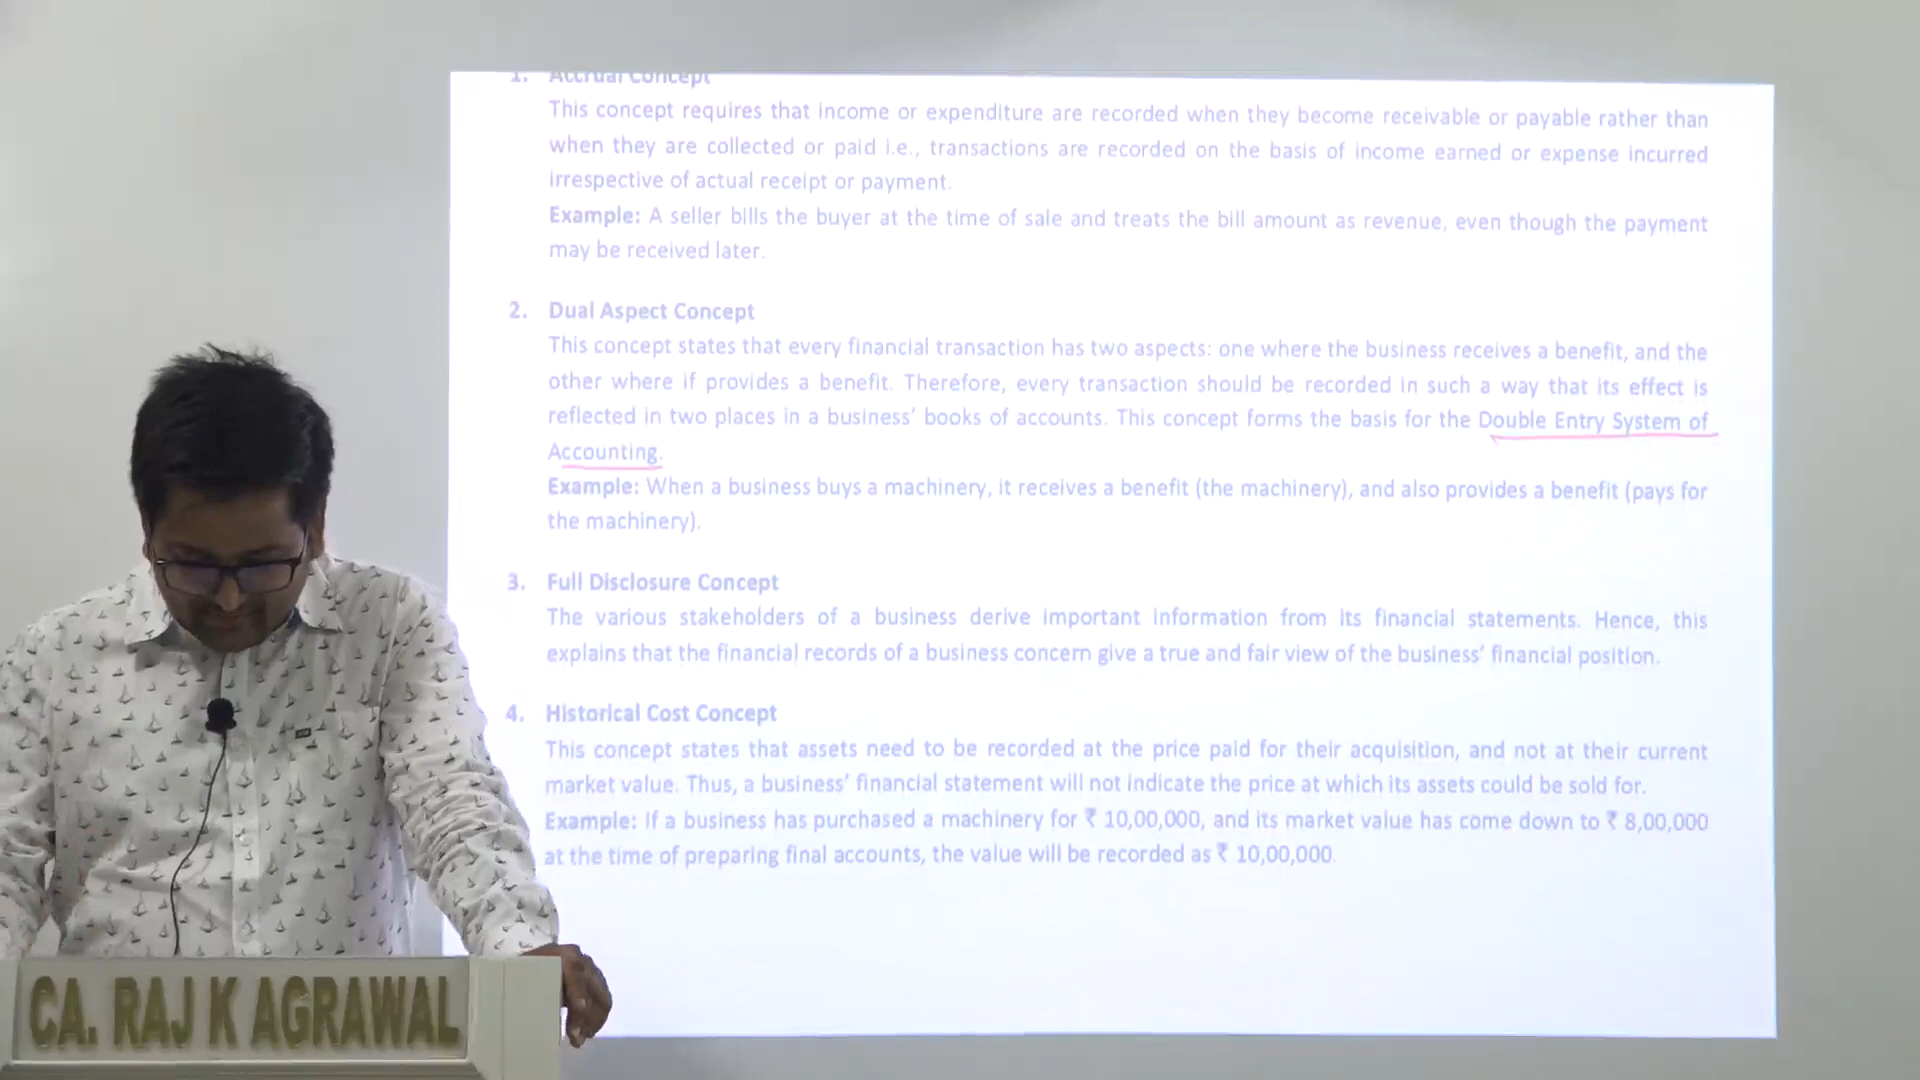 1. Accrual Concept
This concept requires that income or expenditure are recorded when they become receivable or payable rather than
when they are collected or paid i.e., transactions are recorded on the basis of income earned or expense incurred
irrespective of actual receipt or payment.
Example: A seller bills the buyer at the time of sale and treats the bill amount as revenue, even though the payment
may be received later.
2. Dual Aspect Concept
This concept states that every financial transaction has two aspects: one where the business receives a benefit, and the
other where if provides a benefit. Therefore, every transaction should be recorded in such a way that its effect is
reflected in two places in a business' books of accounts. This concept forms the basis for the Double Entry System of
Accounting.
Example: When a business buys a machinery, it receives a benefit (the machinery), and also provides a benefit (pays for
the machinery).
3. Full Disclosure Concept
The various stakeholders of a business derive important information from its financial statements. Hence, this
explains that the financial records of a business concern give a true and fair view of the business' financial position.
4. Historical Cost Concept
This concept states that assets need to be recorded at the price paid for their acquisition, and not at their current
market value. Thus, a business' financial statement will not indicate the price at which its assets could be sold for.
Example: If a business has purchased a machinery for ₹ 10,00,000, and its market value has come down to ₹ 8,00,000
at the time of preparing final accounts, the value will be recorded as ₹ 10,00,000.
CA. RAJ K AGRAWAL